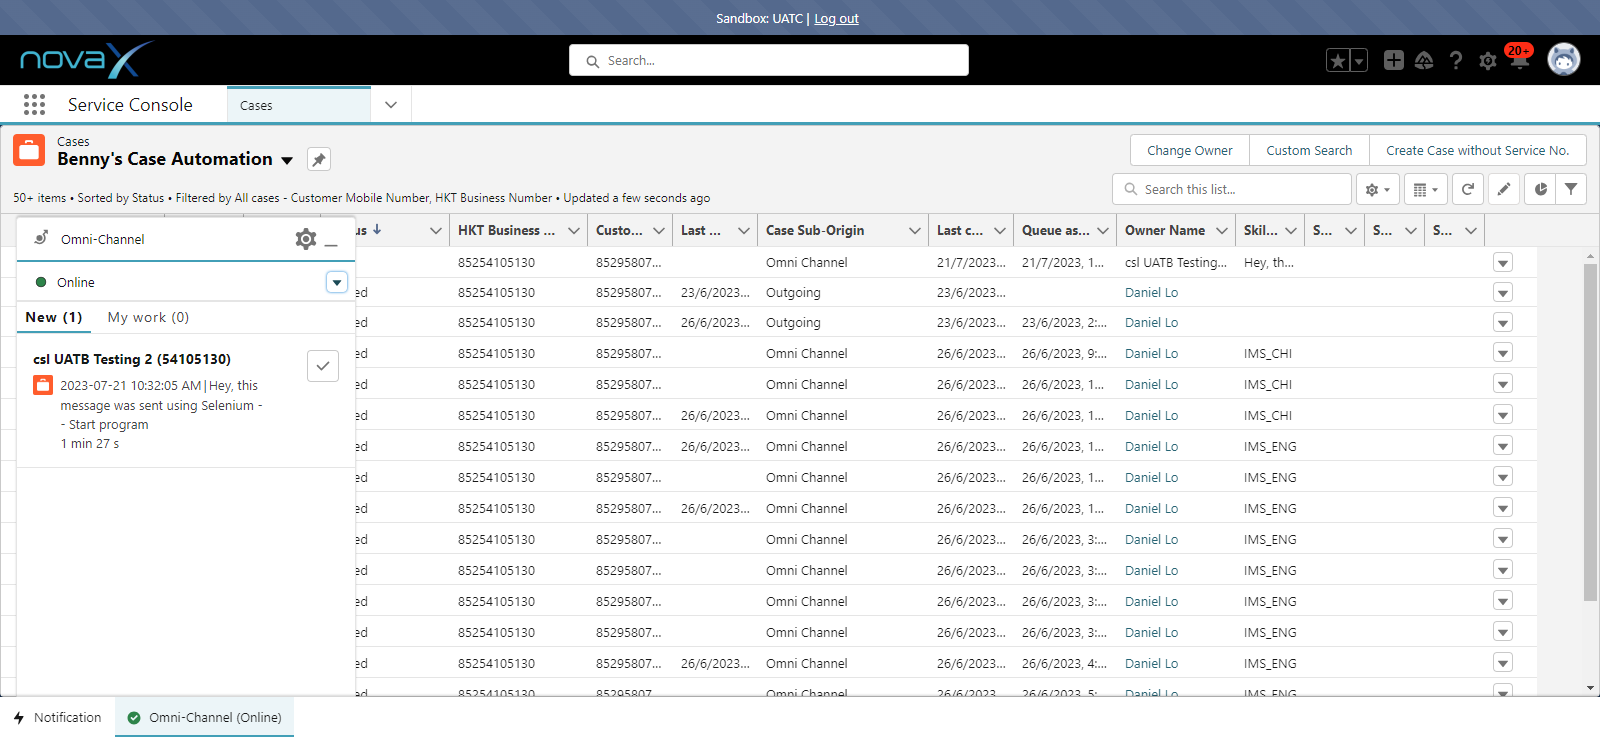 Sandbox: UATC | Log out
novaX
Search...
20+
Service Console
Cases
Cases
Benny's Case Automation
Change Owner
Custom Search
Create Case without Service No.
50+ items • Sorted by Status • Filtered by All cases - Customer Mobile Number, HKT Business Number • Updated a few seconds ago
Search this list...
us HKT Business ... Custo... Last ... Case Sub-Origin Last c... Queue as... Owner Name Skil... S... S... S...
85254105130 85295807... Omni Channel 21/7/2023... 21/7/2023, 1... csl UATB Testing... Hey, th...
ed 85254105130 85295807... 23/6/2023... Outgoing 23/6/2023... Daniel Lo
ed 85254105130 85295807... 26/6/2023... Outgoing 23/6/2023... 23/6/2023, 2:... Daniel Lo
ed 85254105130 85295807... Omni Channel 26/6/2023... 26/6/2023, 9:... Daniel Lo IMS_CHI
ed 85254105130 85295807... Omni Channel 26/6/2023... 26/6/2023, 1... Daniel Lo IMS_CHI
ed 85254105130 85295807... 26/6/2023... Omni Channel 26/6/2023... 26/6/2023, 1... Daniel Lo IMS_CHI
ed 85254105130 85295807... 26/6/2023... Omni Channel 26/6/2023... 26/6/2023, 1... Daniel Lo IMS_ENG
ed 85254105130 85295807... Omni Channel 26/6/2023... 26/6/2023, 1... Daniel Lo IMS_ENG
ed 85254105130 85295807... 26/6/2023... Omni Channel 26/6/2023... 26/6/2023, 1... Daniel Lo IMS_ENG
ed 85254105130 85295807... Omni Channel 26/6/2023... 26/6/2023, 3:... Daniel Lo IMS_ENG
ed 85254105130 85295807... Omni Channel 26/6/2023... 26/6/2023, 3:... Daniel Lo IMS_ENG
ed 85254105130 85295807... Omni Channel 26/6/2023... 26/6/2023, 3:... Daniel Lo IMS_ENG
ed 85254105130 85295807... Omni Channel 26/6/2023... 26/6/2023, 3:... Daniel Lo IMS_ENG
ed 85254105130 85295807... 26/6/2023... Omni Channel 26/6/2023... 26/6/2023, 4:... Daniel Lo IMS_ENG
ed 85254105130 85295807... Omni Channel 26/6/2023... 26/6/2023, 5:... Daniel Lo IMS_ENG
Omni-Channel
Online
New (1) My work (0)
csl UATB Testing 2 (54105130)
2023-07-21 10:32:05 AM|Hey, this
message was sent using Selenium -
- Start program
1 min 27 s
Notification
Omni-Channel (Online)